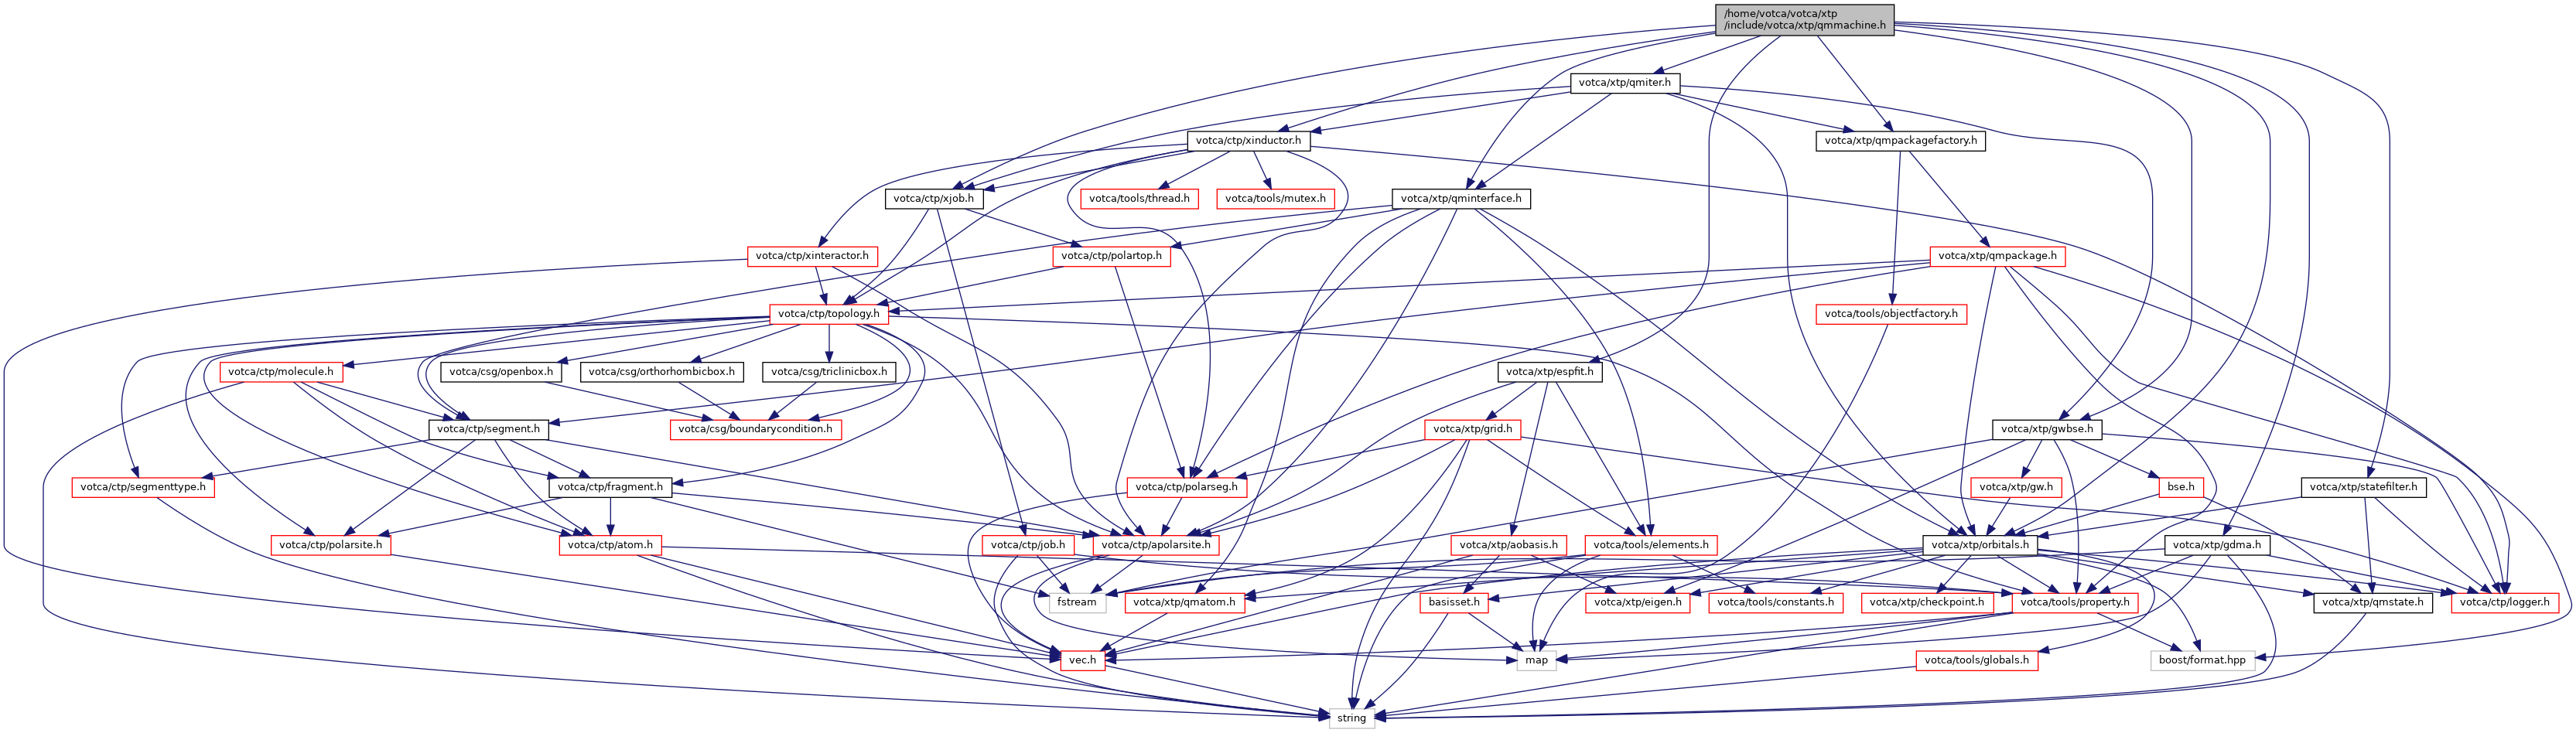 /home/votca/votca/xtp
/include/votca/xtp/qmmachine.h
votca/xtp/qmiter.h
votca/ctp/xinductor.h
votca/xtp/qmpackagefactory.h
votca/ctp/xjob.h
votca/tools/thread.h
votca/tools/mutex.h
votca/xtp/qminterface.h
votca/ctp/xinteractor.h
votca/ctp/polartop.h
votca/xtp/qmpackage.h
votca/ctp/topology.h
votca/tools/objectfactory.h
votca/ctp/molecule.h
votca/csg/openbox.h
votca/csg/orthorhombicbox.h
votca/csg/triclinicbox.h
votca/xtp/espfit.h
votca/ctp/segment.h
votca/csg/boundarycondition.h
votca/xtp/grid.h
votca/xtp/gwbse.h
votca/ctp/segmenttype.h
votca/ctp/fragment.h
votca/ctp/polarseg.h
votca/xtp/gw.h
bse.h
votca/xtp/statefilter.h
votca/ctp/polarsite.h
votca/ctp/atom.h
votca/ctp/job.h
votca/ctp/apolarsite.h
votca/xtp/aobasis.h
votca/tools/elements.h
votca/xtp/orbitals.h
votca/xtp/gdma.h
fstream
votca/xtp/qmatom.h
basisset.h
votca/xtp/eigen.h
votca/tools/constants.h
votca/xtp/checkpoint.h
votca/tools/property.h
votca/xtp/qmstate.h
votca/ctp/logger.h
vec.h
map
votca/tools/globals.h
boost/format.hpp
string